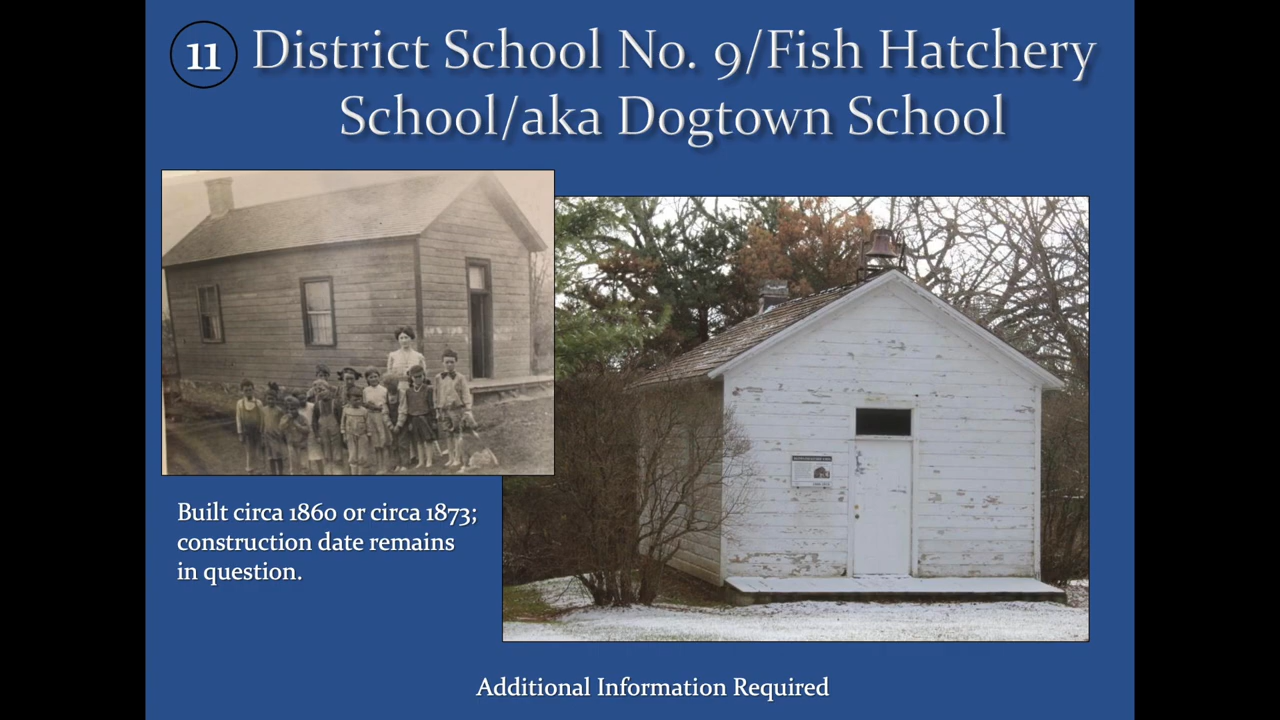 11
District School No. 9/Fish Hatchery
School/aka Dogtown School
Built circa 1860 or circa 1873;
construction date remains
in question.
Additional Information Required